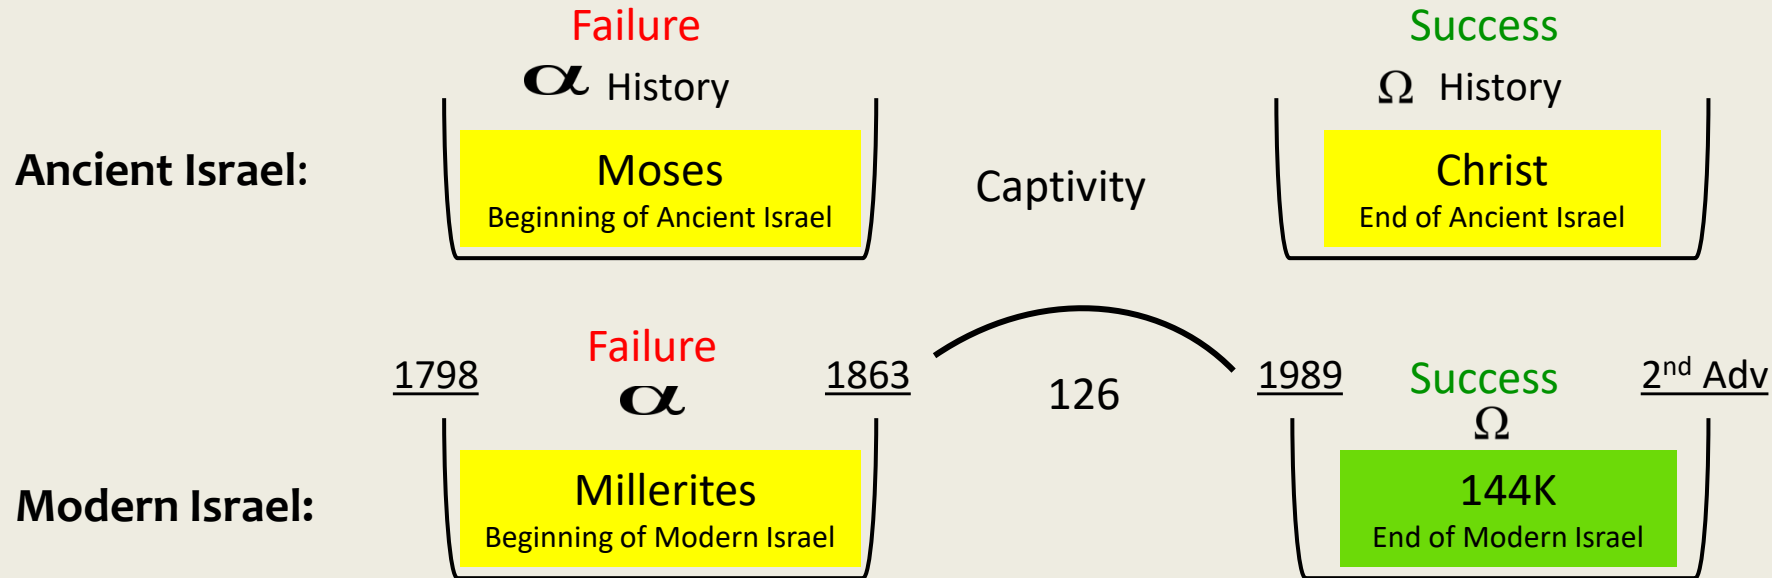 Failure
Success
α History
Ω History
Ancient Israel:
Moses
Beginning of Ancient Israel
Captivity
Christ
End of Ancient Israel
Failure
1798
α
1863
126
1989
Success
Ω
2nd Adv
Modern Israel:
Millerites
Beginning of Modern Israel
144K
End of Modern Israel